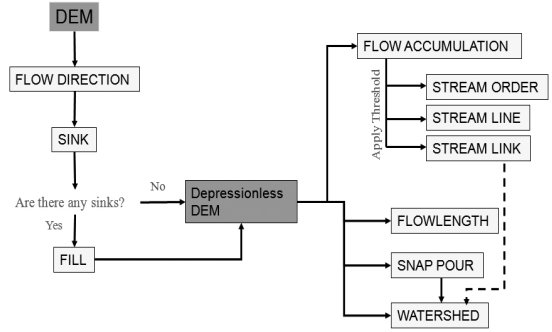 DEM
FLOW DIRECTION
SINK
Are there any sinks?
No
Yes
FILL
Depressionless
DEM
FLOW ACCUMULATION
Apply Threshold
STREAM ORDER
STREAM LINE
STREAM LINK
FLOWLENGTH
SNAP POUR
WATERSHED